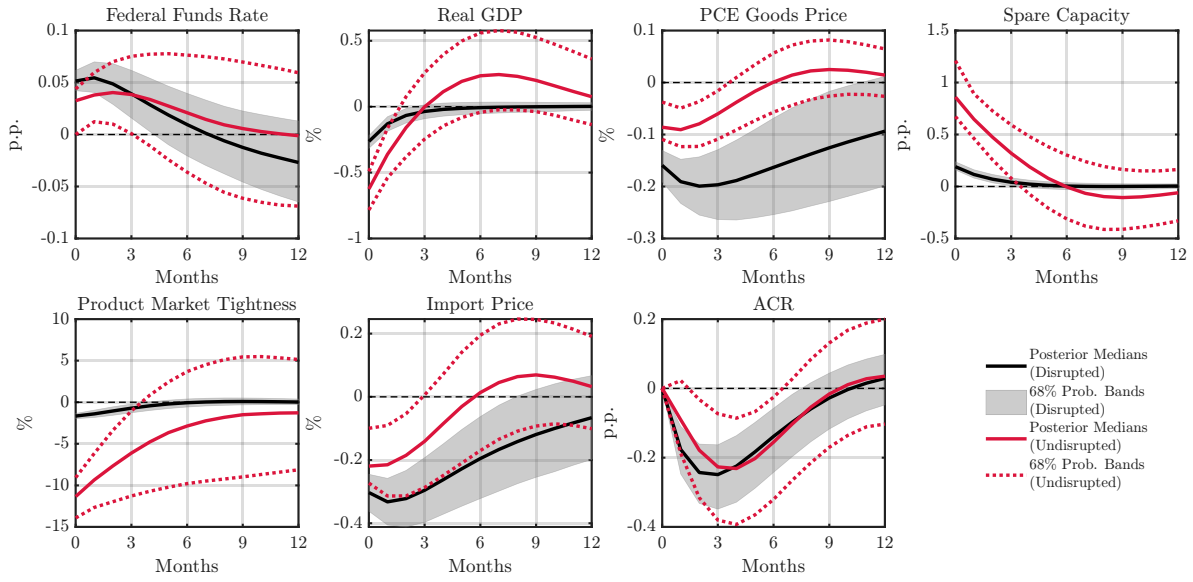 Federal Funds Rate
Real GDP
PCE Goods Price
Spare Capacity
0.1
0.05
0
-0.05
-0.1
p.p.
0 3 6 9 12
Months
0.5
0
-0.5
-1
%
0 3 6 9 12
Months
0.1
0
-0.1
-0.2
-0.3
%
0 3 6 9 12
Months
1.5
1
0.5
0
-0.5
p.p.
0 3 6 9 12
Months
Product Market Tightness
Import Price
ACR
10
5
0
-5
-10
-15
%
0 3 6 9 12
Months
0.2
0
-0.2
-0.4
%
0 3 6 9 12
Months
0.2
0
-0.2
-0.4
p.p.
0 3 6 9 12
Months
Posterior Medians
(Disrupted)
68% Prob. Bands
(Disrupted)
Posterior Medians
(Undisrupted)
68% Prob. Bands
(Undisrupted)